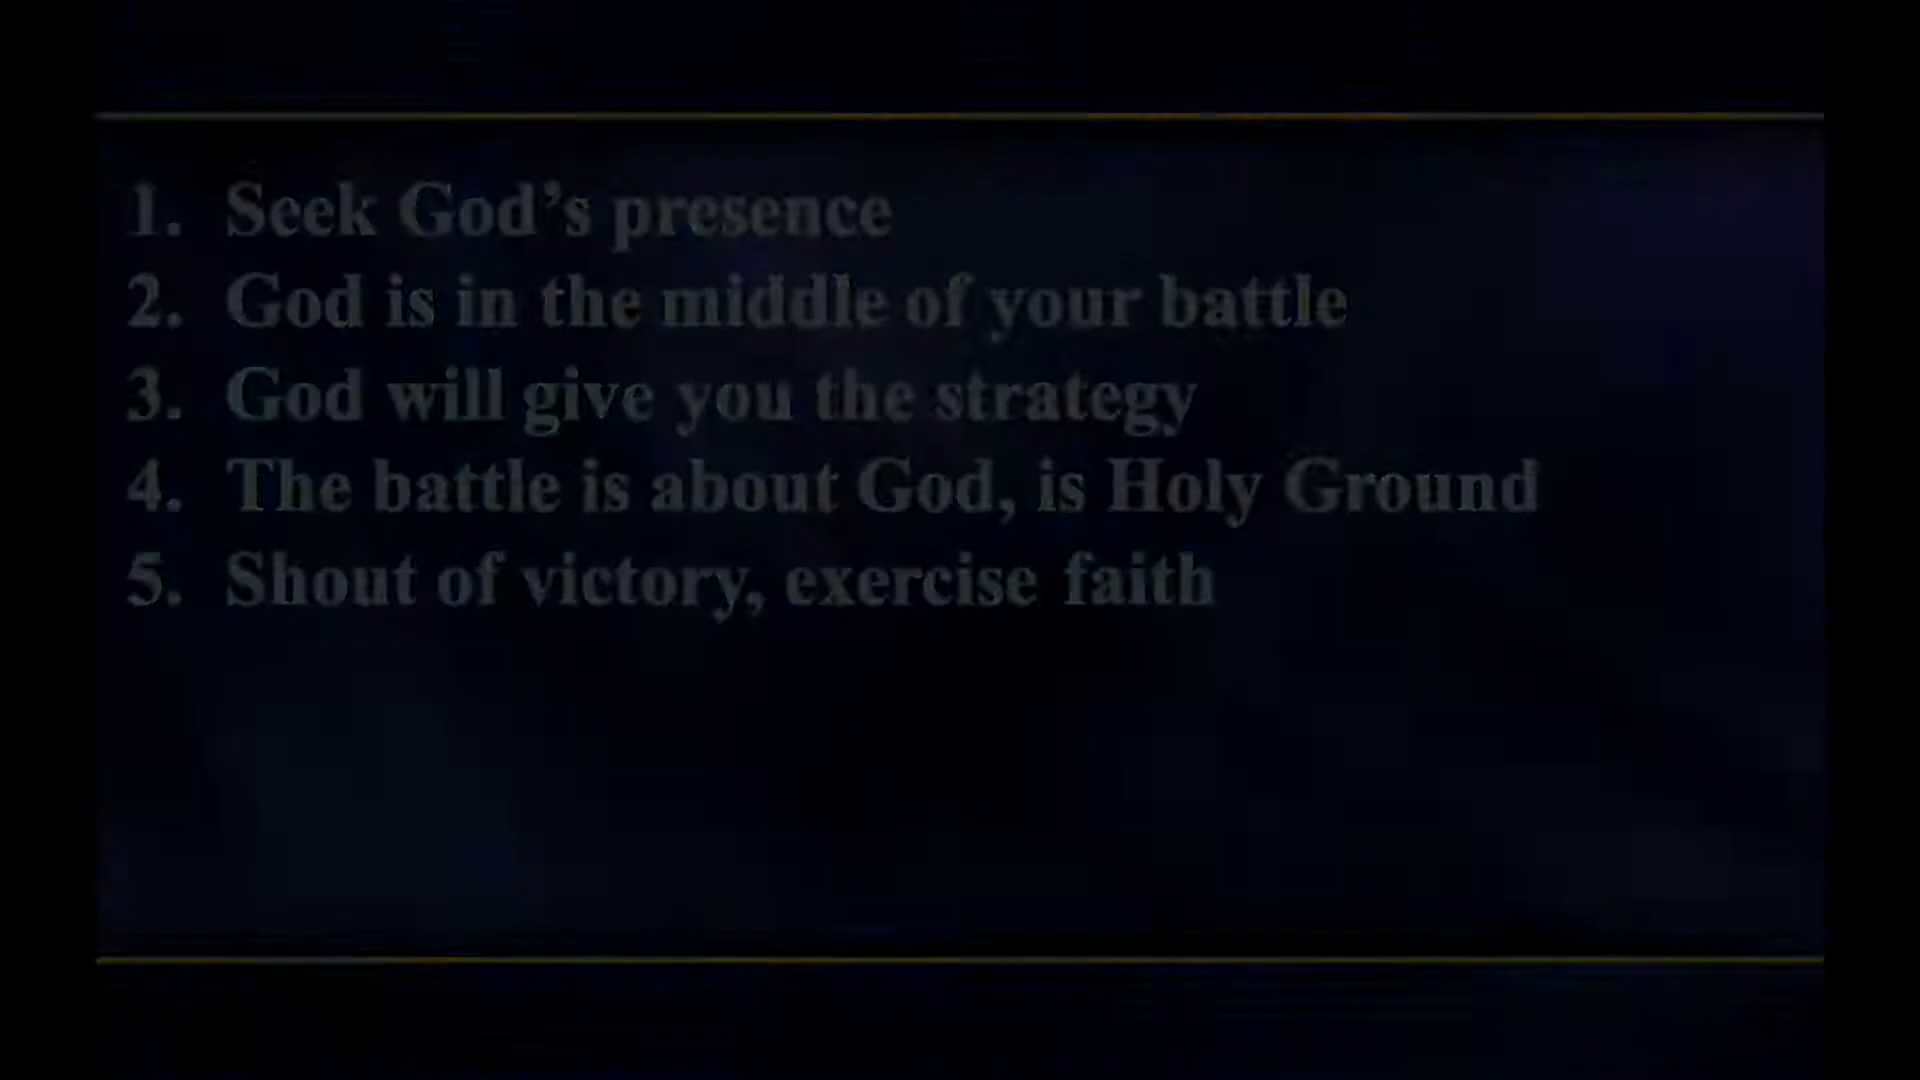 1. Seek God’s presence
2. God is in the middle of your battle
3. God will give you the strategy
4. The battle is about God, is Holy Ground
5. Shout of victory, exercise faith